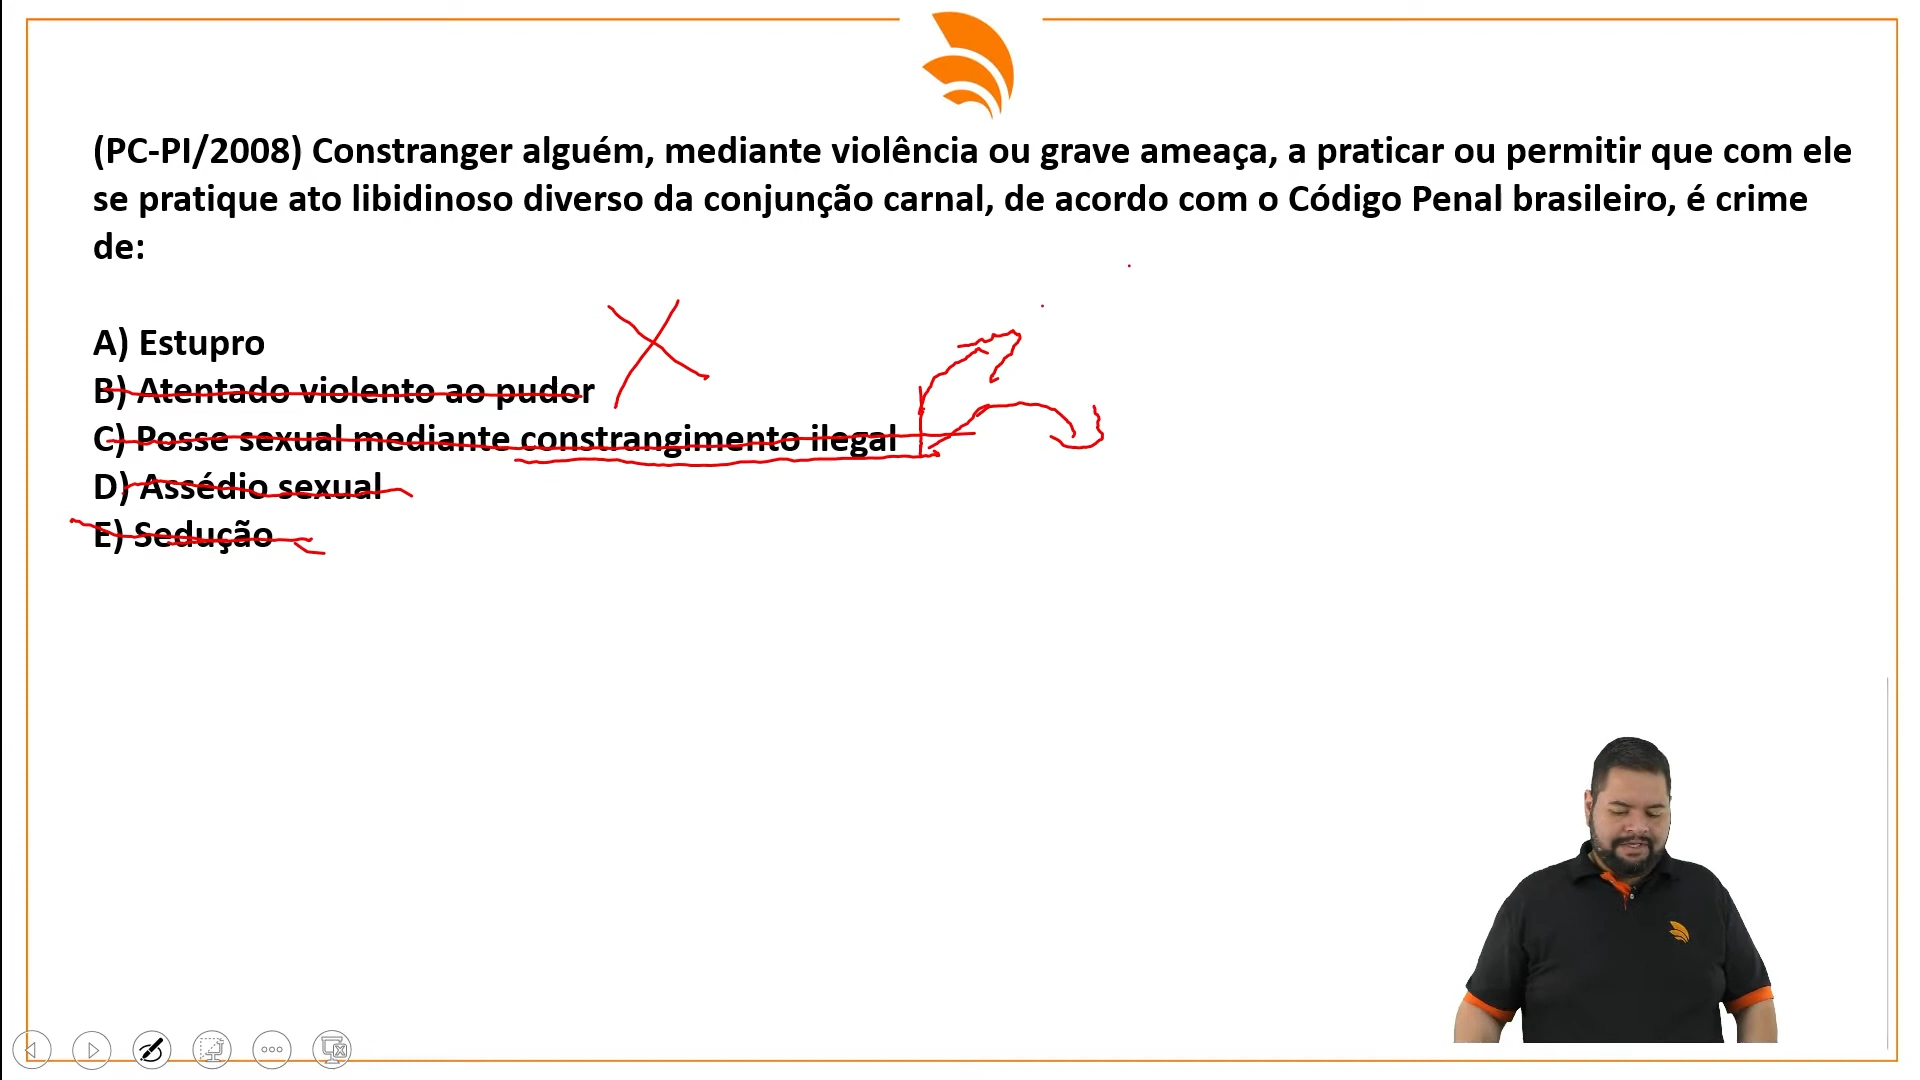 (PC-PI/2008) Constranger alguém, mediante violência ou grave ameaça, a praticar ou permitir que com ele
se pratique ato libidinoso diverso da conjunção carnal, de acordo com o Código Penal brasileiro, é crime
de:
A) Estupro
B) Atentado violento ao pudor
C) Posse sexual mediante constrangimento ilegal
D) Assédio sexual
E) Sedução